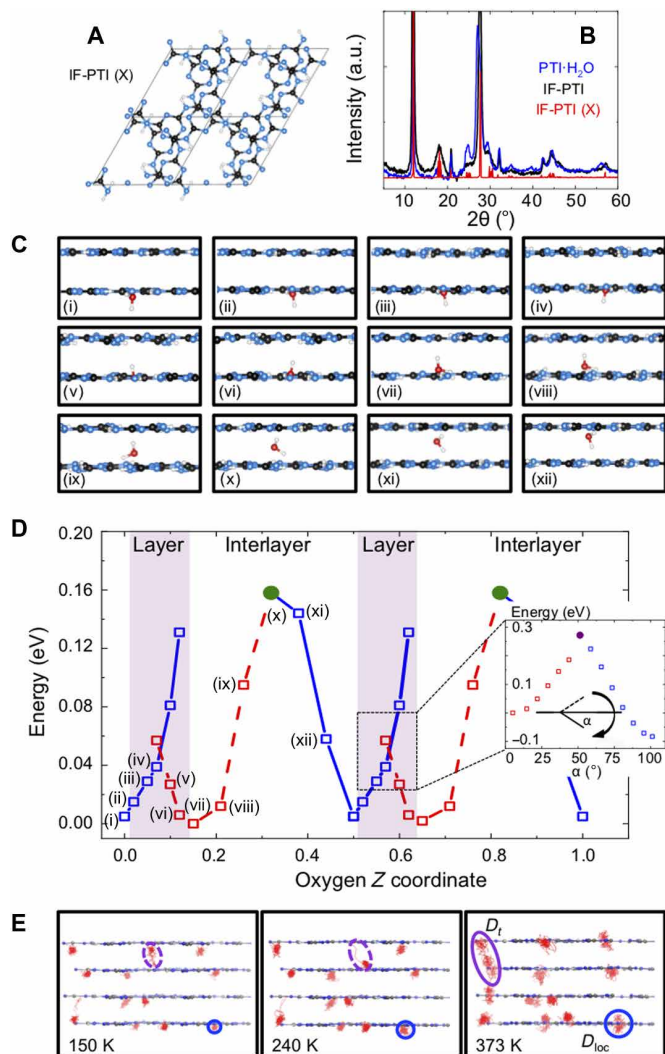 A
IF-PTI (X)
B
Intensity (a.u.)
PTI·H₂O
IF-PTI
IF-PTI (X)
10 20 30 40 50 60
2θ (°)
C
(i)
(ii)
(iii)
(iv)
(v)
(vi)
(vii)
(viii)
(ix)
(x)
(xi)
(xii)
D
Layer
Interlayer
Layer
Interlayer
Energy (eV)
0.20
0.16
0.12
0.08
0.04
0.00
(i)
(ii)
(iii)
(iv)
(v)
(vi)
(vii)
(viii)
(ix)
(x)
(xi)
(xii)
0.0 0.2 0.4 0.6 0.8 1.0
Oxygen Z coordinate
Energy (eV)
0.3
0.1
−0.1
α
0 25 50 75 100
α (°)
E
150 K
240 K
373 K
Dt
Dloc